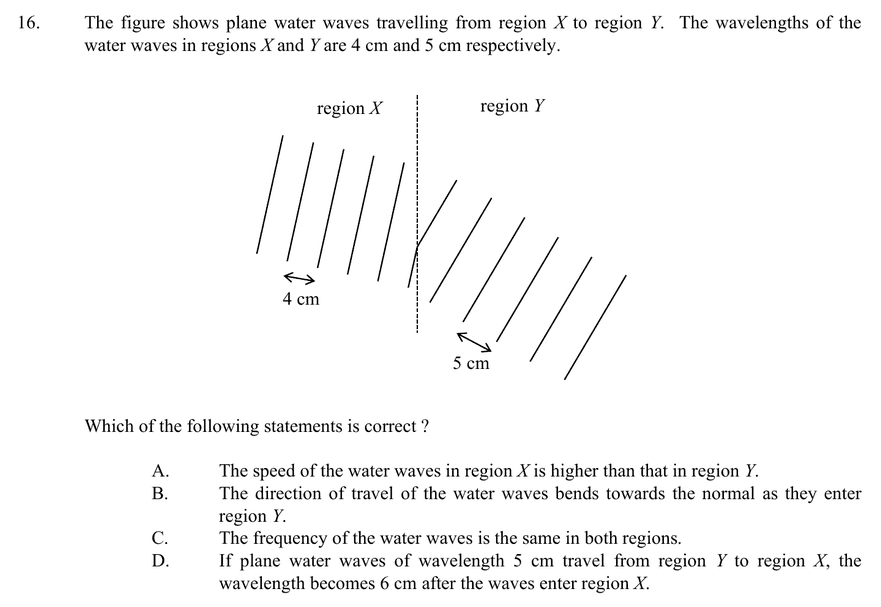 16. The figure shows plane water waves travelling from region X to region Y. The wavelengths of the
water waves in regions X and Y are 4 cm and 5 cm respectively.
region X
region Y
4 cm
5 cm
Which of the following statements is correct ?
A. The speed of the water waves in region X is higher than that in region Y.
B. The direction of travel of the water waves bends towards the normal as they enter
region Y.
C. The frequency of the water waves is the same in both regions.
D. If plane water waves of wavelength 5 cm travel from region Y to region X, the
wavelength becomes 6 cm after the waves enter region X.